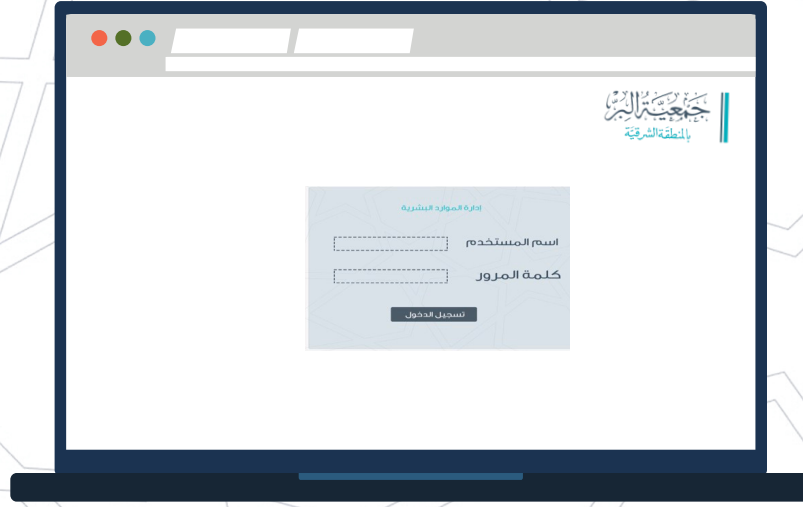 جمعية البر
بالمنطقة الشرقية
إدارة الموارد البشرية
اسم المستخدم
كلمة المرور
تسجيل الدخول